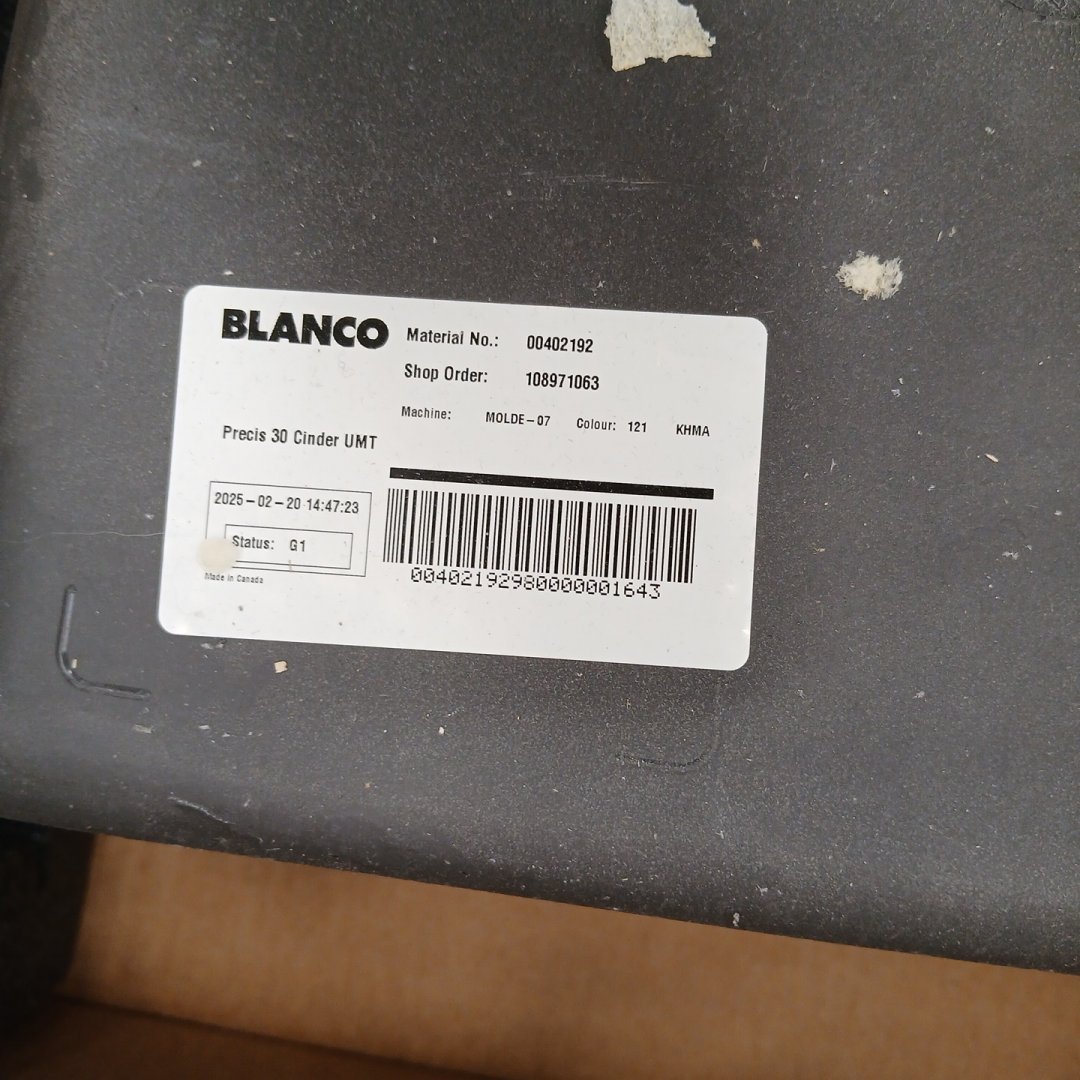 BLANCO
Material No.: 00402192
Shop Order: 108971063
Machine: MOLDE-07 Colour: 121 KHMA
Precis 30 Cinder UMT
2025-02-20 14:47:23
Status: G1
Made in Canada
00402192980000001643